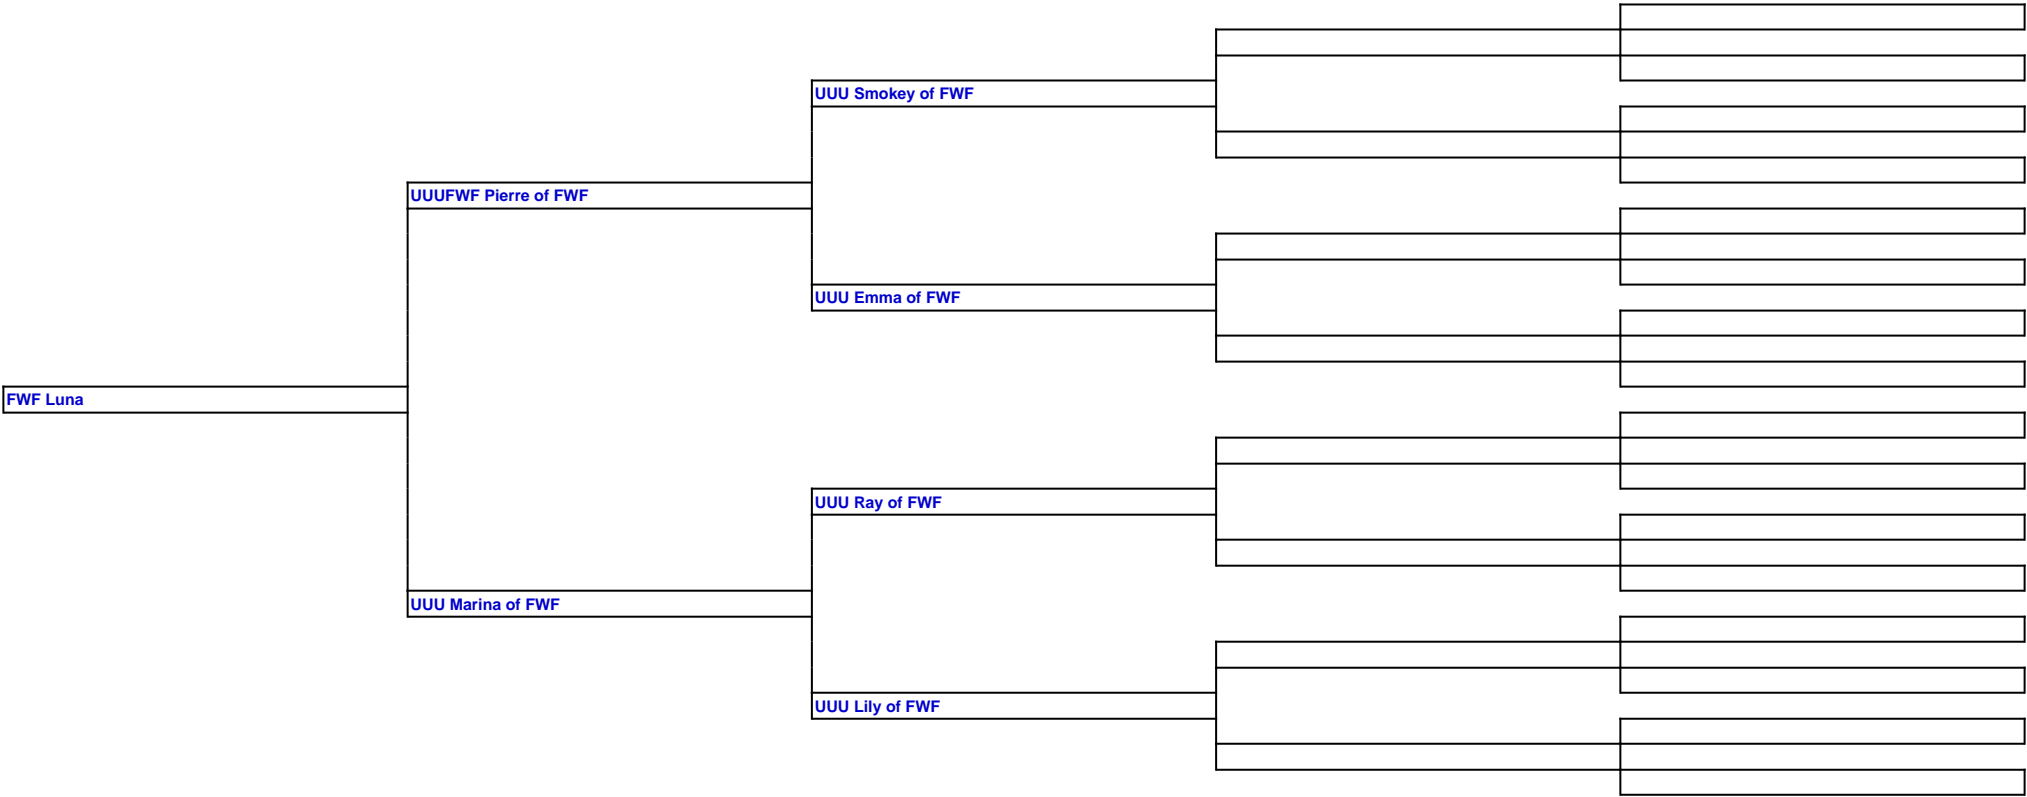 UUU Smokey of FWF
UUUFWF Pierre of FWF
UUU Emma of FWF
FWF Luna
UUU Ray of FWF
UUU Marina of FWF
UUU Lily of FWF